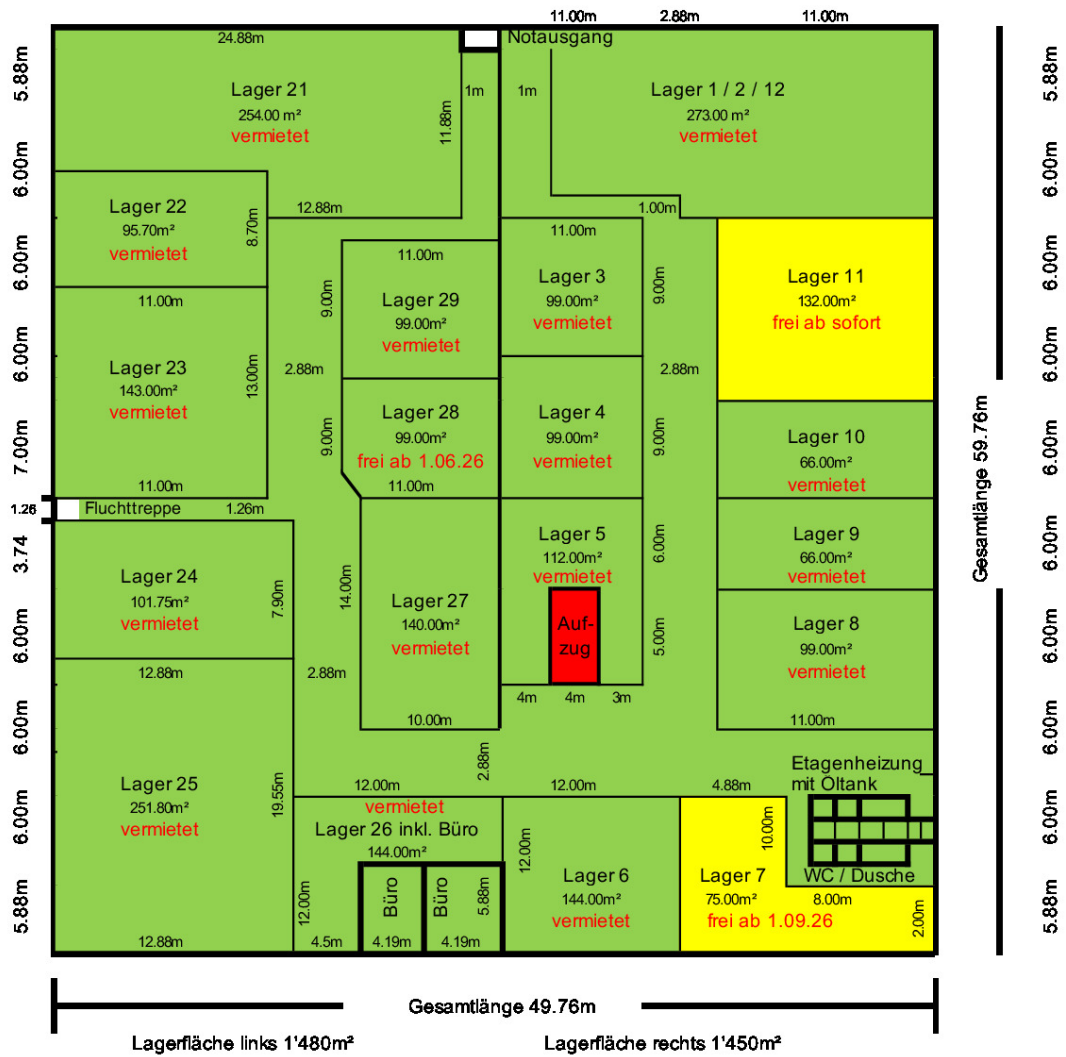 11.00m 2.88m 11.00m
24.88m
Notausgang
5.88m
6.00m
6.00m
6.00m
7.00m
1.26
3.74
6.00m
6.00m
6.00m
5.88m
Lager 21
254.00 m²
vermietet
11.88m
1m
1m
Lager 1 / 2 / 12
273.00 m²
vermietet
Lager 22
95.70m²
vermietet
8.70m
12.88m
1.00m
11.00m
11.00m
Lager 29
99.00m²
vermietet
9.00m
11.00m
Lager 3
99.00m²
vermietet
9.00m
Lager 11
132.00m²
frei ab sofort
Lager 23
143.00m²
vermietet
13.00m
11.00m
2.88m
Lager 28
99.00m²
frei ab 1.06.26
9.00m
11.00m
Lager 4
99.00m²
vermietet
9.00m
2.88m
Lager 10
66.00m²
vermietet
Fluchttreppe 1.26m
Lager 24
101.75m²
vermietet
7.90m
12.88m
2.88m
Lager 27
140.00m²
vermietet
14.00m
10.00m
Lager 5
112.00m²
vermietet
6.00m
5.00m
Auf-
zug
4m 4m 3m
Lager 9
66.00m²
vermietet
Lager 8
99.00m²
vermietet
11.00m
2.88m
Lager 25
251.80m²
vermietet
19.55m
12.88m
12.00m
vermietet
Lager 26 inkl. Büro
144.00m²
12.00m
Büro
Büro
5.88m
4.5m 4.19m 4.19m
12.00m
12.00m
Lager 6
144.00m²
vermietet
4.88m
10.00m
Lager 7
75.00m²
frei ab 1.09.26
8.00m
2.00m
Etagenheizung
mit Oltank
WC / Dusche
Gesamtlänge 59.76m
5.88m
6.00m
6.00m
6.00m
6.00m
6.00m
6.00m
6.00m
6.00m
5.88m
Gesamtlänge 49.76m
Lagerfläche links 1'480m²
Lagerfläche rechts 1'450m²